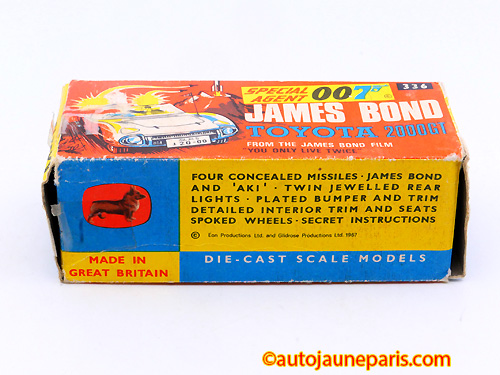 SPECIAL AGENT 007 336
JAMES BOND
TOYOTA 2000GT
FROM THE JAMES BOND FILM
"YOU ONLY LIVE TWICE"
FOUR CONCEALED MISSILES · JAMES BOND
AND 'AKI' · TWIN JEWELLED REAR
LIGHTS · PLATED BUMPER AND TRIM
DETAILED INTERIOR TRIM AND SEATS
SPOKED WHEELS · SECRET INSTRUCTIONS
© Eon Productions Ltd. and Glidrose Productions Ltd. 1967
MADE IN
GREAT BRITAIN
DIE-CAST SCALE MODELS
©autojauneparis.com